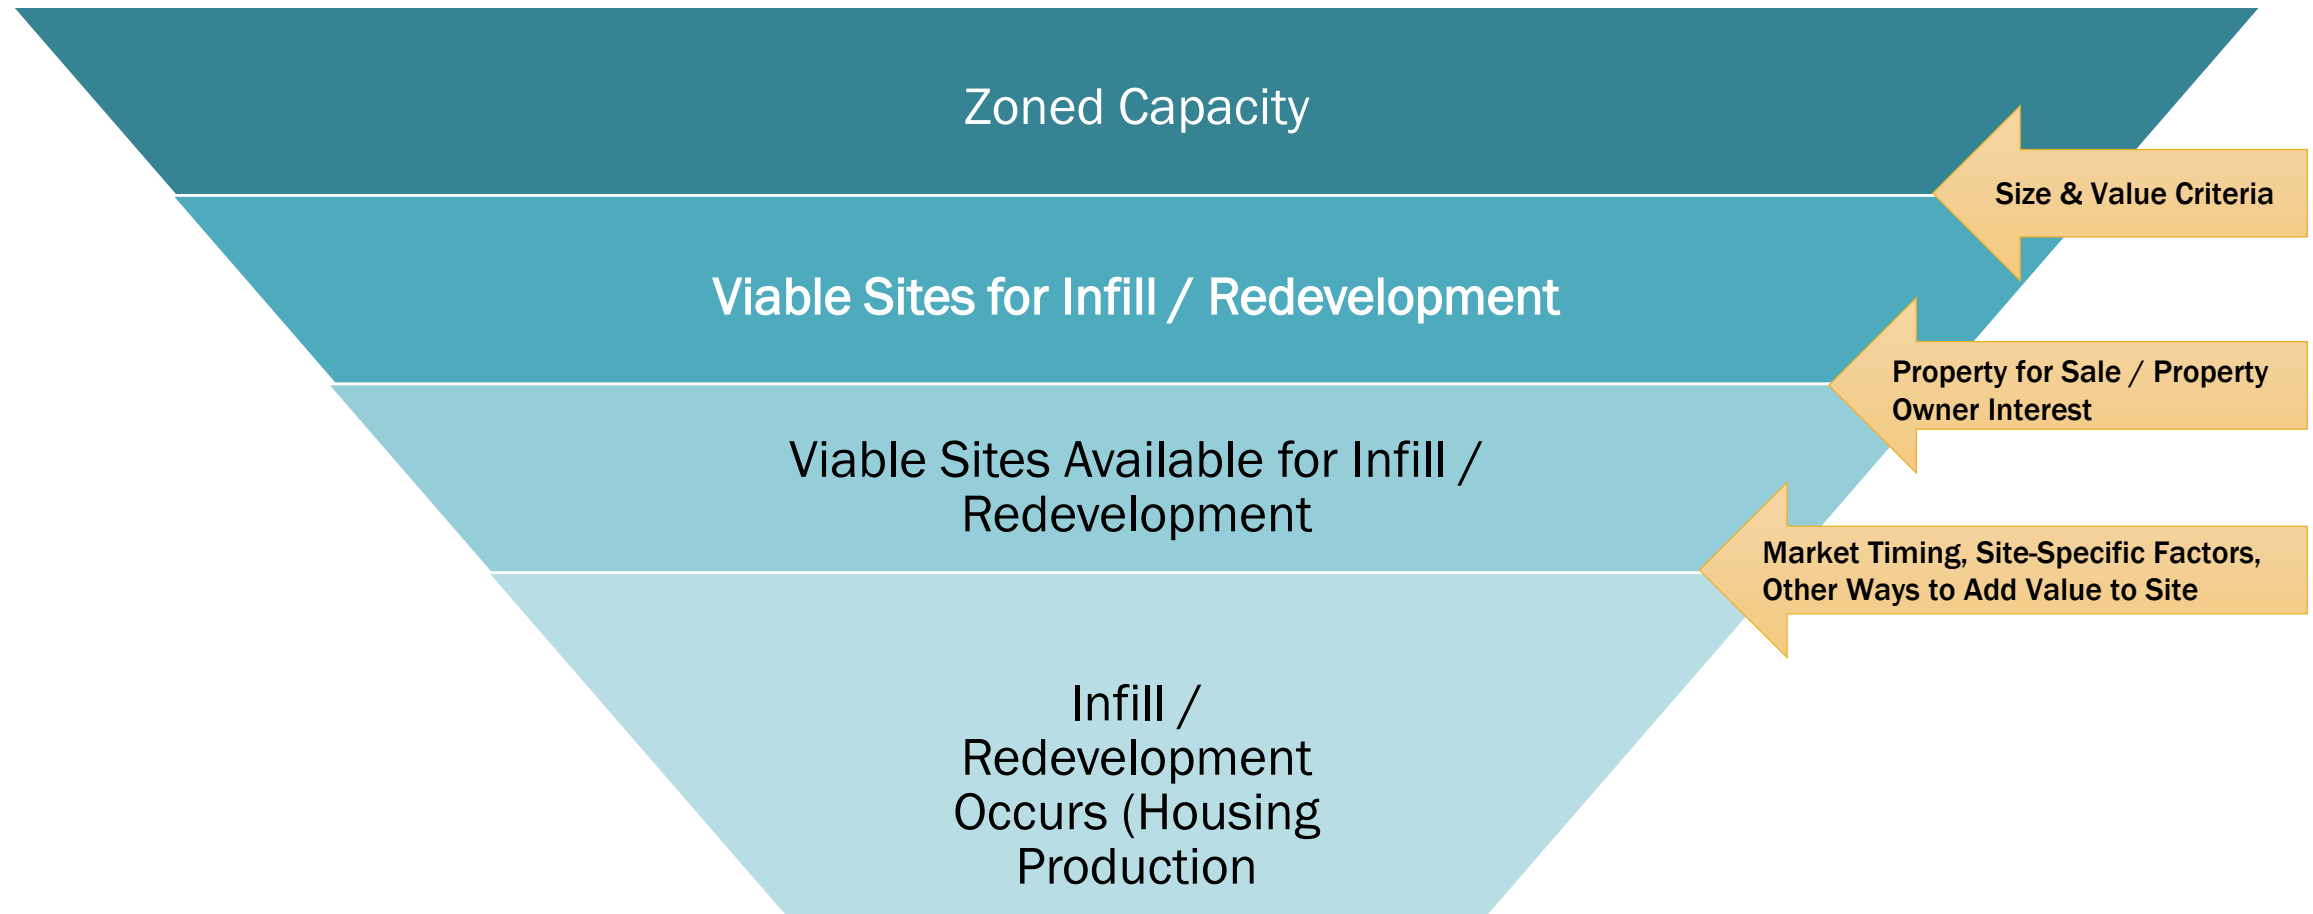 Zoned Capacity
Size & Value Criteria
Viable Sites for Infill / Redevelopment
Property for Sale / Property
Owner Interest
Viable Sites Available for Infill /
Redevelopment
Market Timing, Site-Specific Factors,
Other Ways to Add Value to Site
Infill /
Redevelopment
Occurs (Housing
Production